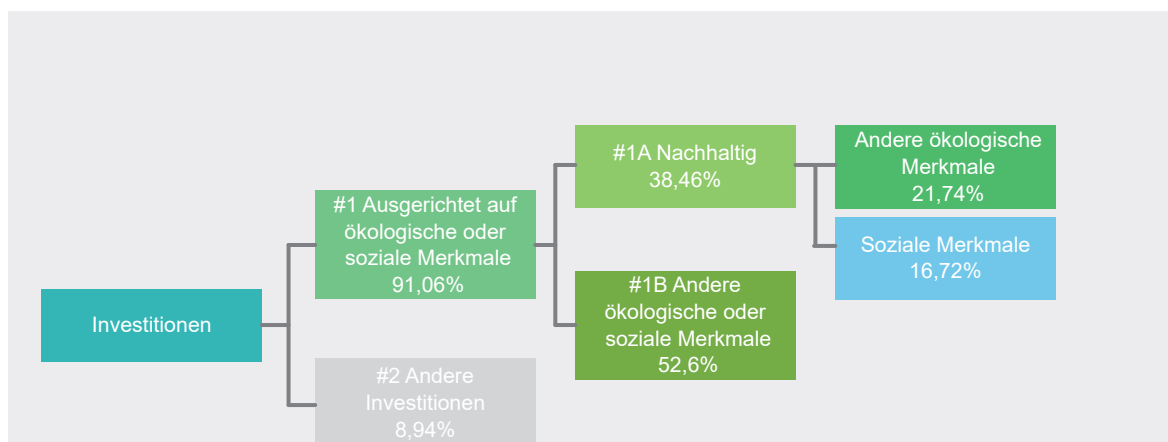 Investitionen
#1 Ausgerichtet auf
ökologische oder
soziale Merkmale
91,06%
#2 Andere
Investitionen
8,94%
#1A Nachhaltig
38,46%
#1B Andere
ökologische oder
soziale Merkmale
52,6%
Andere ökologische
Merkmale
21,74%
Soziale Merkmale
16,72%